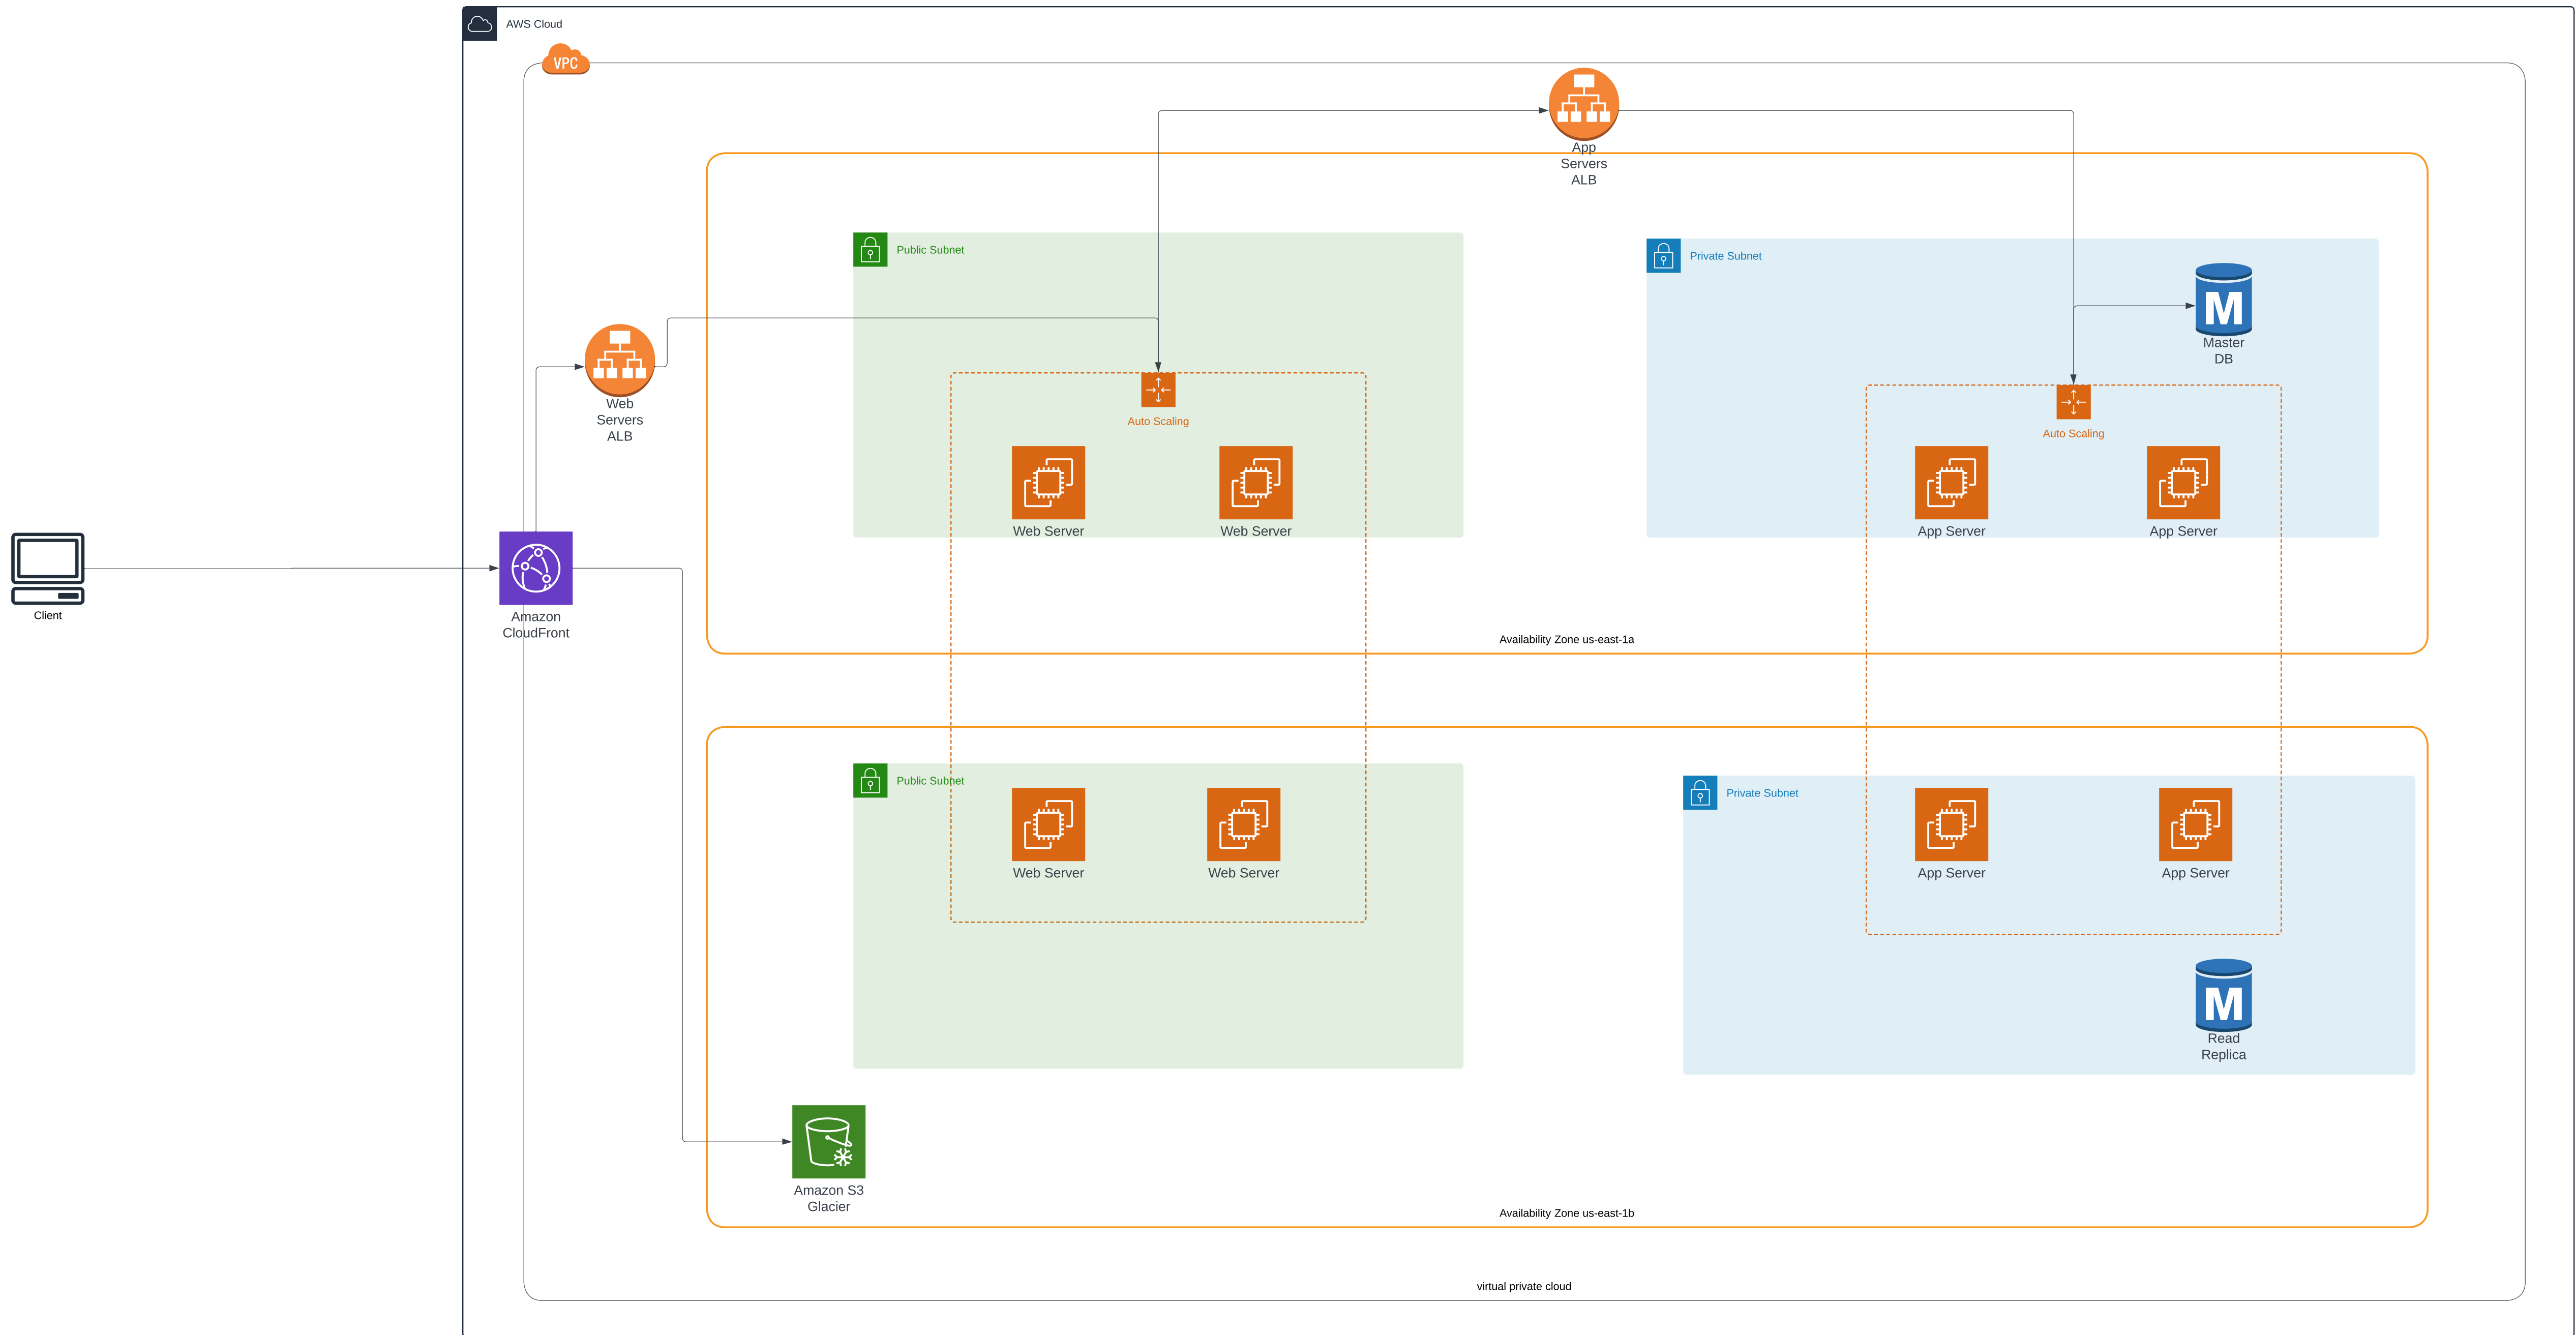 AWS Cloud
VPC
App
Servers
ALB
Public Subnet
Private Subnet
M
Master
DB
Web
Servers
ALB
Auto Scaling
Auto Scaling
Web Server
Web Server
App Server
App Server
Client
Amazon
CloudFront
Availability Zone us-east-1a
Public Subnet
Private Subnet
Web Server
Web Server
App Server
App Server
M
Read
Replica
Amazon S3
Glacier
Availability Zone us-east-1b
virtual private cloud